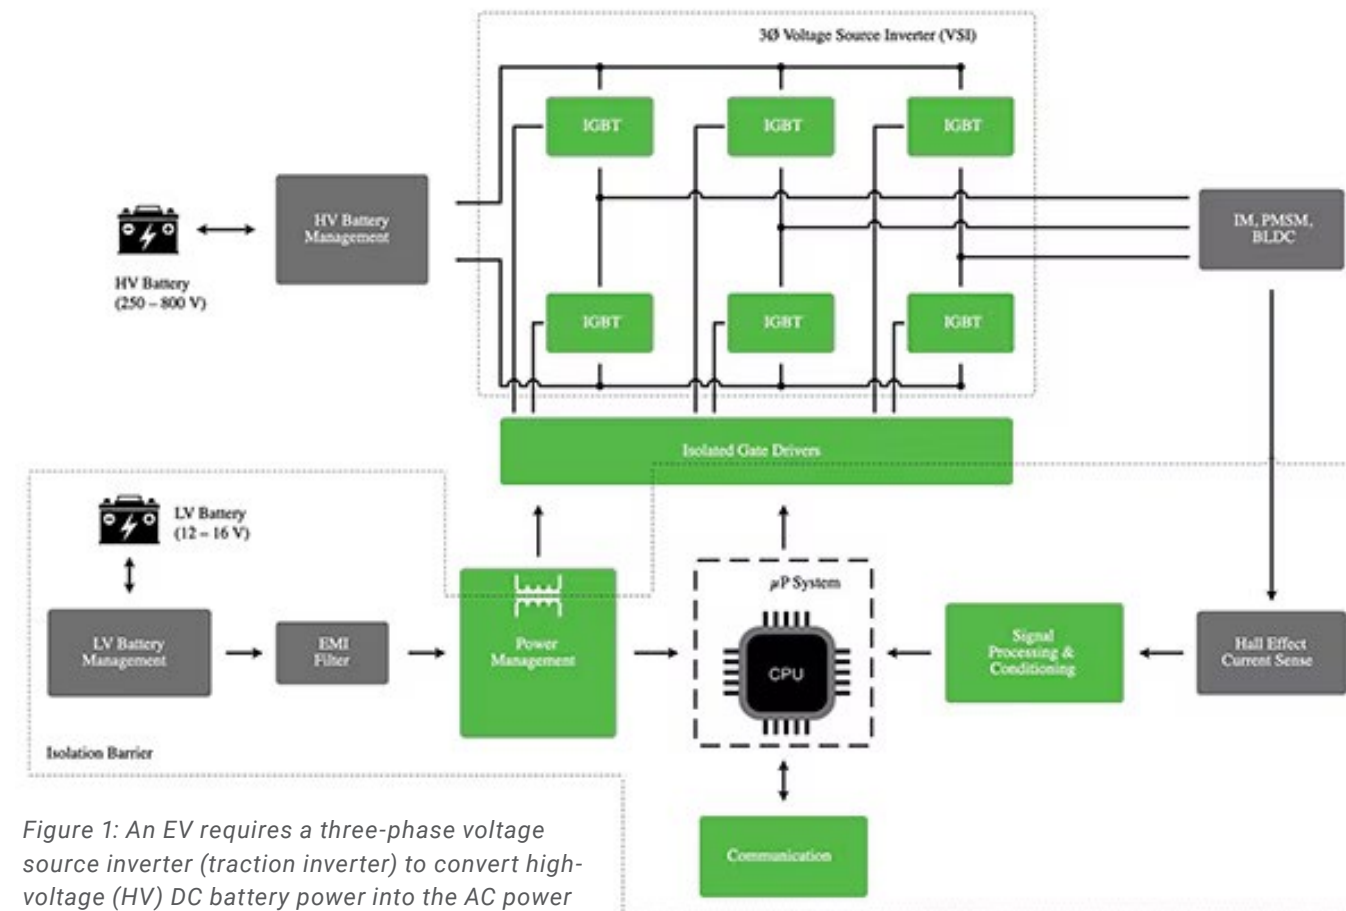 3Ø Voltage Source Inverter (VSI)
IGBT
IGBT
IGBT
HV Battery
Management
IM, PMSM,
BLDC
HV Battery
(250 – 800 V)
IGBT
IGBT
IGBT
Isolated Gate Drivers
LV Battery
(12 – 16 V)
µP System
LV Battery
Management
EMI
Filter
Power
Management
CPU
Signal
Processing &
Conditioning
Hall Effect
Current Sense
Isolation Barrier
Communication
Figure 1: An EV requires a three-phase voltage
source inverter (traction inverter) to convert high-
voltage (HV) DC battery power into the AC power